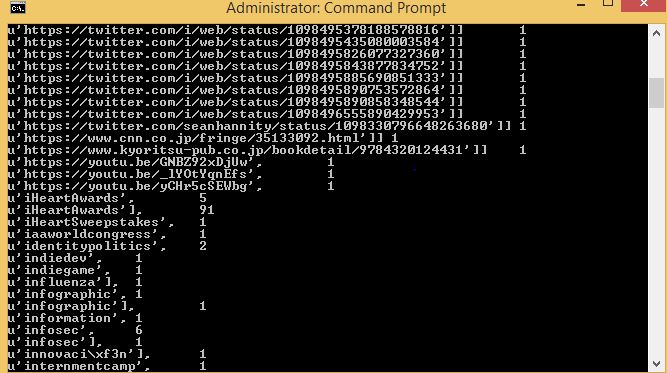 Administrator: Command Prompt
u'https://twitter.com/i/web/status/1098495378188578816']] 1
u'https://twitter.com/i/web/status/1098495435080003584']] 1
u'https://twitter.com/i/web/status/1098495826077327360']] 1
u'https://twitter.com/i/web/status/1098495843877834752']] 1
u'https://twitter.com/i/web/status/1098495885690851333']] 1
u'https://twitter.com/i/web/status/1098495890753572864']] 1
u'https://twitter.com/i/web/status/1098495890858348544']] 1
u'https://twitter.com/i/web/status/1098496555890429953']] 1
u'https://twitter.com/seanhannity/status/1098330796648263680']] 1
u'https://www.cnn.co.jp/fringe/35133092.html']] 1
u'https://www.kyoritsu-pub.co.jp/bookdetail/9784320124431']] 1
u'https://youtu.be/GNBZ92xDjUw', 1
u'https://youtu.be/_lYOtYqnEfs', 1
u'https://youtu.be/yCHr5cSEWbg', 1
u'iHeartAwards', 5
u'iHeartAwards'], 91
u'iHeartSweepstakes', 1
u'iaaworldcongress', 1
u'identitypolitics', 2
u'indiedev', 1
u'indiegame', 1
u'influenza'], 1
u'infographic', 1
u'infographic'], 1
u'information', 1
u'infosec', 6
u'infosec'], 1
u'innovaci\xf3n'], 1
u'internmentcamp', 1